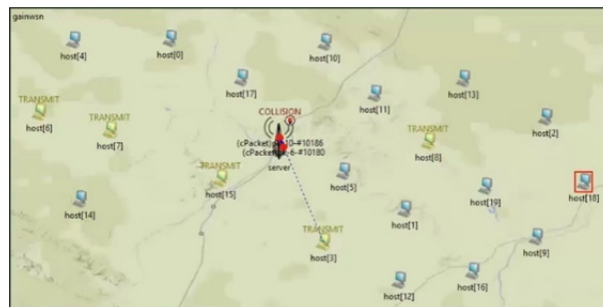 gainwsn
host[4]
host[0]
host[10]
host[17]
host[13]
host[11]
TRANSMIT
host[6]
TRANSMIT
host[7]
COLLISION
host[2]
TRANSMIT
host[8]
server
TRANSMIT
host[15]
host[5]
host[14]
host[19]
host[18]
host[1]
TRANSMIT
host[3]
host[9]
host[12]
host[16]